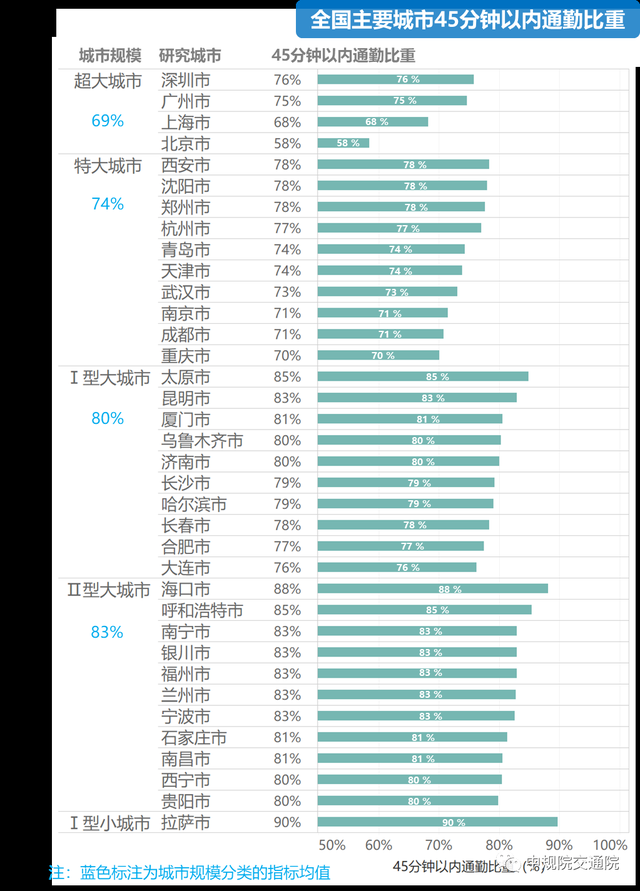 全国主要城市45分钟以内通勤比重
城市规模 研究城市 45分钟以内通勤比重
超大城市 深圳市 76% 76 %
广州市 75% 75 %
69% 上海市 68% 68 %
北京市 58% 58 %
特大城市 西安市 78% 78 %
沈阳市 78% 78 %
74% 郑州市 78% 78 %
杭州市 77% 77 %
青岛市 74% 74 %
天津市 74% 74 %
武汉市 73% 73 %
南京市 71% 71 %
成都市 71% 71 %
重庆市 70% 70 %
Ⅰ型大城市 太原市 85% 85 %
昆明市 83% 83 %
80% 厦门市 81% 81 %
乌鲁木齐市 80% 80 %
济南市 80% 80 %
长沙市 79% 79 %
哈尔滨市 79% 79 %
长春市 78% 78 %
合肥市 77% 77 %
大连市 76% 76 %
Ⅱ型大城市 海口市 88% 88 %
呼和浩特市 85% 85 %
83% 南宁市 83% 83 %
银川市 83% 83 %
福州市 83% 83 %
兰州市 83% 83 %
宁波市 83% 83 %
石家庄市 81% 81 %
南昌市 81% 81 %
西宁市 80% 80 %
贵阳市 80% 80 %
Ⅰ型小城市 拉萨市 90% 90 %
50% 60% 70% 80% 90% 100%
45分钟以内通勤比重 (%)
中规院交通院
注：蓝色标注为城市规模分类的指标均值